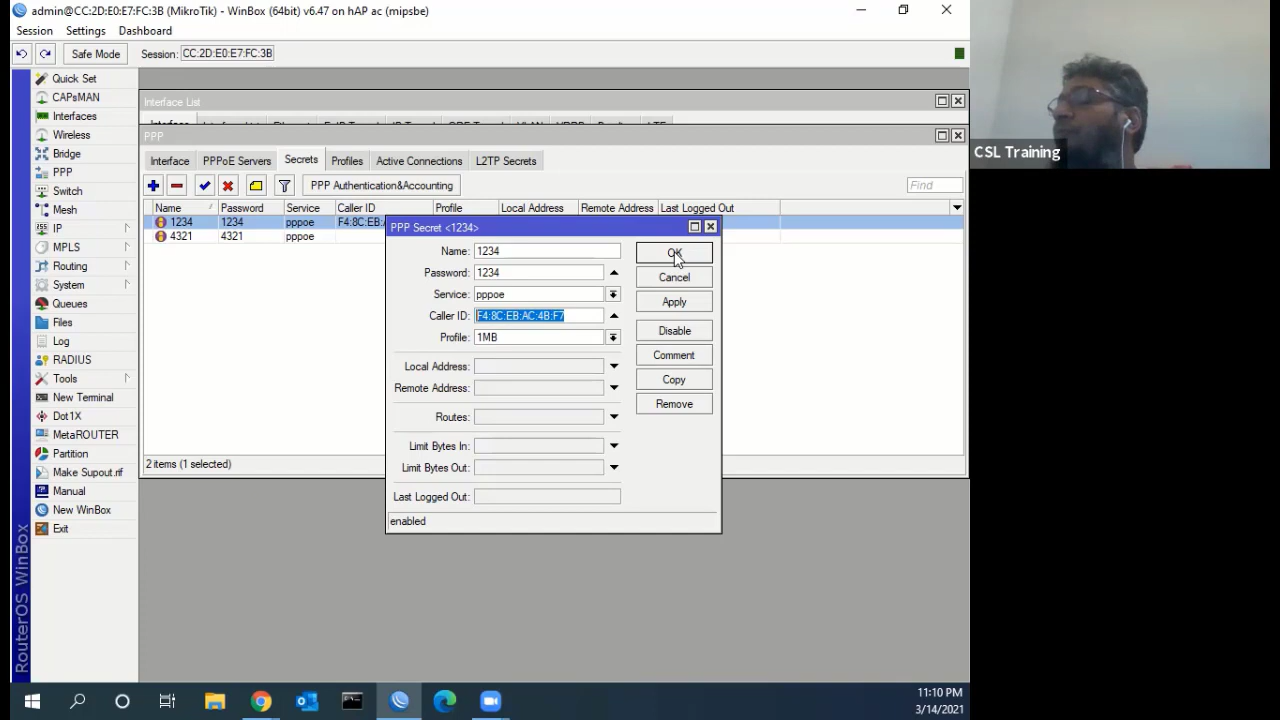 admin@CC:2D:E0:E7:FC:3B (MikroTik) - WinBox (64bit) v6.47 on hAP ac (mipsbe)
Session Settings Dashboard
Safe Mode Session: CC:2D:E0:E7:FC:3B
Quick Set
CAPsMAN
Interfaces
Wireless
Bridge
PPP
Switch
Mesh
IP
MPLS
Routing
System
Queues
Files
Log
RADIUS
Tools
New Terminal
Dot1X
MetaROUTER
Partition
Make Supout.rif
Manual
New WinBox
Exit
RouterOS WinBox
Interface List
PPP
Interface PPPoE Servers Secrets Profiles Active Connections L2TP Secrets
PPP Authentication&Accounting Find
Name Password Service Caller ID Profile Local Address Remote Address Last Logged Out
1234 1234 pppoe F4:8C:EB:
4321 4321 pppoe
2 items (1 selected)
PPP Secret <1234>
Name: 1234 OK
Password: 1234 Cancel
Service: pppoe
Caller ID: F4:8C:EB:AC:4B:F7 Apply
Profile: 1MB Disable
Local Address: Comment
Remote Address: Copy
Routes: Remove
Limit Bytes In:
Limit Bytes Out:
Last Logged Out:
enabled
CSL Training
11:10 PM
3/14/2021